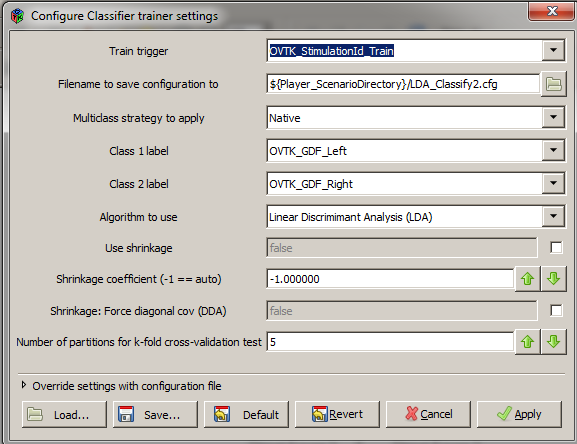 Configure Classifier trainer settings
Train trigger OVTK_StimulationId_Train
Filename to save configuration to ${Player_ScenarioDirectory}/LDA_Classify2.cfg
Multiclass strategy to apply Native
Class 1 label OVTK_GDF_Left
Class 2 label OVTK_GDF_Right
Algorithm to use Linear Discrimimant Analysis (LDA)
Use shrinkage false
Shrinkage coefficient (-1 == auto) -1.000000
Shrinkage: Force diagonal cov (DDA) false
Number of partitions for k-fold cross-validation test 5
Override settings with configuration file
Load... Save... Default Revert Cancel Apply